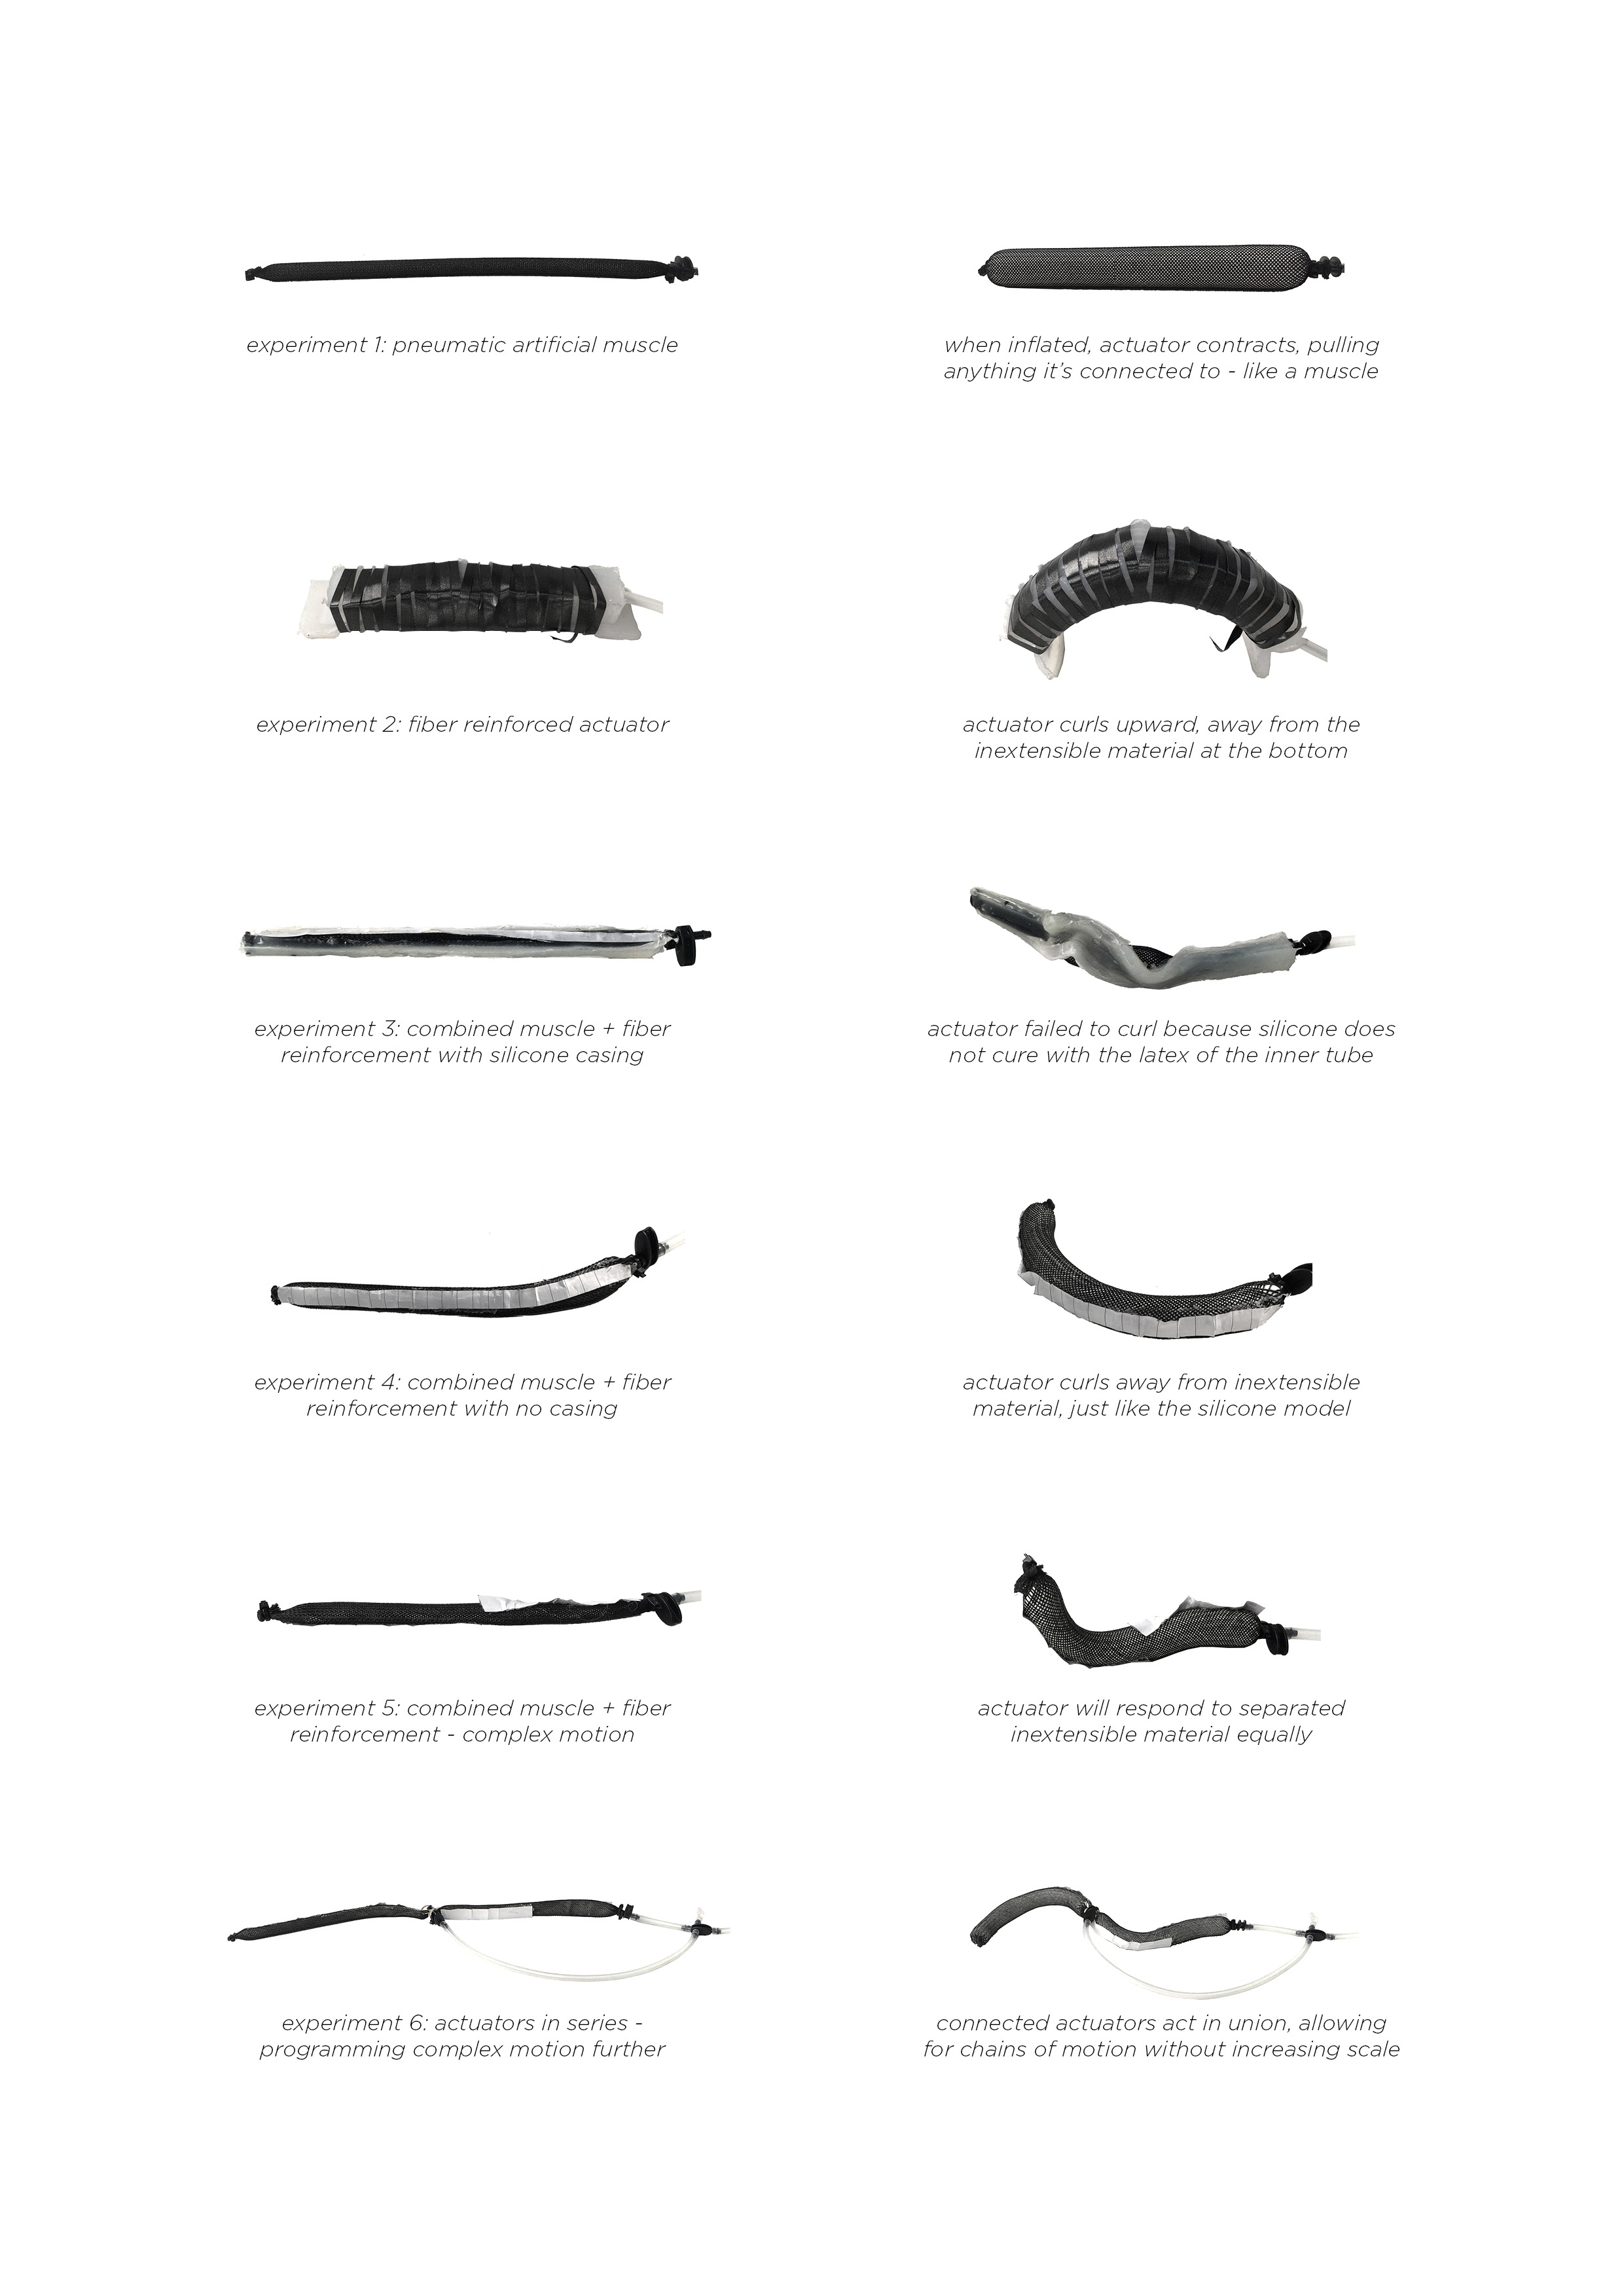 experiment 1: pneumatic artificial muscle
when inflated, actuator contracts, pulling
anything it's connected to - like a muscle
experiment 2: fiber reinforced actuator
actuator curls upward, away from the
inextensible material at the bottom
experiment 3: combined muscle + fiber
reinforcement with silicone casing
actuator failed to curl because silicone does
not cure with the latex of the inner tube
experiment 4: combined muscle + fiber
reinforcement with no casing
actuator curls away from inextensible
material, just like the silicone model
experiment 5: combined muscle + fiber
reinforcement - complex motion
actuator will respond to separated
inextensible material equally
experiment 6: actuators in series -
programming complex motion further
connected actuators act in union, allowing
for chains of motion without increasing scale